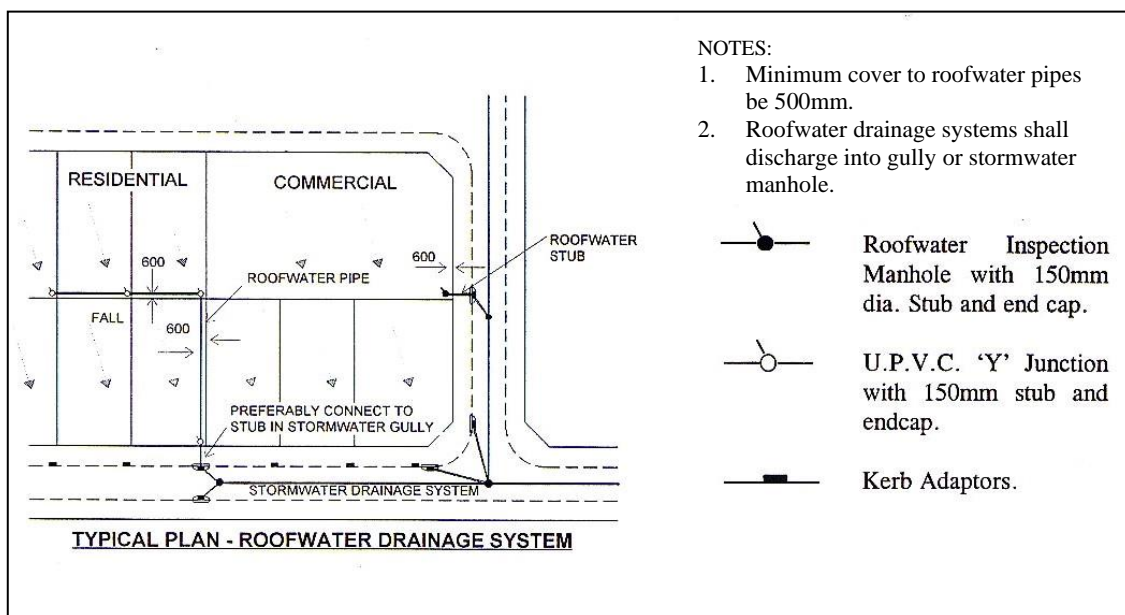 NOTES:
1. Minimum cover to roofwater pipes
be 500mm.
2. Roofwater drainage systems shall
discharge into gully or stormwater
manhole.
RESIDENTIAL
COMMERCIAL
ROOFWATER
STUB
600
600
ROOFWATER PIPE
FALL
600
PREFERABLY CONNECT TO
STUB IN STORMWATER GULLY
STORMWATER DRAINAGE SYSTEM
TYPICAL PLAN - ROOFWATER DRAINAGE SYSTEM
Roofwater Inspection
Manhole with 150mm
dia. Stub and end cap.
U.P.V.C. ‘Y’ Junction
with 150mm stub and
endcap.
Kerb Adaptors.